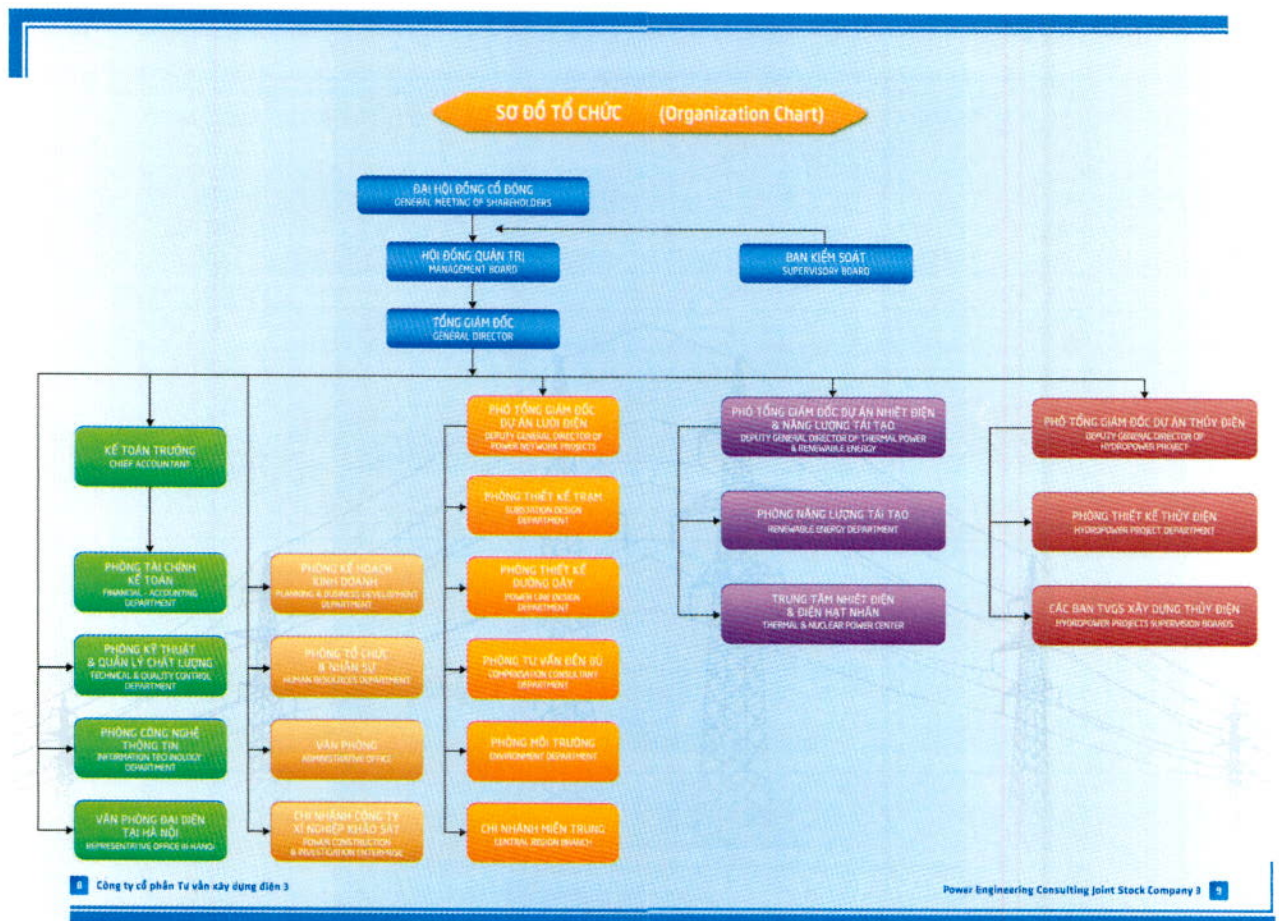 SƠ ĐỒ TỔ CHỨC (Organization Chart)
ĐẠI HỘI ĐỒNG CỔ ĐÔNG
GENERAL MEETING OF SHAREHOLDERS
HỘI ĐỒNG QUẢN TRỊ
MANAGEMENT BOARD
BAN KIỂM SOÁT
SUPERVISORY BOARD
TỔNG GIÁM ĐỐC
GENERAL DIRECTOR
KẾ TOÁN TRƯỞNG
CHIEF ACCOUNTANT
PHÒNG TÀI CHÍNH
KẾ TOÁN
FINANCIAL - ACCOUNTING
DEPARTMENT
PHÒNG KỸ THUẬT
& QUẢN LÝ CHẤT LƯỢNG
TECHNICAL & QUALITY CONTROL
DEPARTMENT
PHÒNG CÔNG NGHỆ
THÔNG TIN
INFORMATION TECHNOLOGY
DEPARTMENT
VĂN PHÒNG ĐẠI DIỆN
TẠI HÀ NỘI
REPRESENTATIVE OFFICE IN HANOI
PHÒNG KẾ HOẠCH
KINH DOANH
PLANNING & BUSINESS DEVELOPMENT
DEPARTMENT
PHÒNG TỔ CHỨC
& NHÂN SỰ
HUMAN RESOURCES DEPARTMENT
VĂN PHÒNG
ADMINISTRATIVE OFFICE
CHI NHÁNH CÔNG TY
XÍ NGHIỆP KHẢO SÁT
POWER CONSTRUCTION
& INVESTIGATION ENTERPRISE
PHÓ TỔNG GIÁM ĐỐC
DỰ ÁN LƯỚI ĐIỆN
DEPUTY GENERAL DIRECTOR OF
POWER NETWORK PROJECTS
PHÒNG THIẾT KẾ TRẠM
SUBSTATION DESIGN
DEPARTMENT
PHÒNG THIẾT KẾ
ĐƯỜNG DÂY
POWER LINE DESIGN
DEPARTMENT
PHÒNG TƯ VẤN ĐỀN BÙ
COMPENSATION CONSULTANT
DEPARTMENT
PHÒNG MÔI TRƯỜNG
ENVIRONMENT DEPARTMENT
CHI NHÁNH MIỀN TRUNG
CENTRAL REGION BRANCH
PHÓ TỔNG GIÁM ĐỐC DỰ ÁN NHIỆT ĐIỆN
& NĂNG LƯỢNG TÁI TẠO
DEPUTY GENERAL DIRECTOR OF THERMAL POWER
& RENEWABLE ENERGY
PHÒNG NĂNG LƯỢNG TÁI TẠO
RENEWABLE ENERGY DEPARTMENT
TRUNG TÂM NHIỆT ĐIỆN
& ĐIỆN HẠT NHÂN
THERMAL & NUCLEAR POWER CENTER
PHÓ TỔNG GIÁM ĐỐC DỰ ÁN THỦY ĐIỆN
DEPUTY GENERAL DIRECTOR OF
HYDROPOWER PROJECT
PHÒNG THIẾT KẾ THỦY ĐIỆN
HYDROPOWER PROJECT DEPARTMENT
CÁC BAN TVGS XÂY DỰNG THỦY ĐIỆN
HYDROPOWER PROJECTS SUPERVISION BOARDS
8 Công ty cổ phần Tư vấn xây dựng điện 3
Power Engineering Consulting Joint Stock Company 3 9